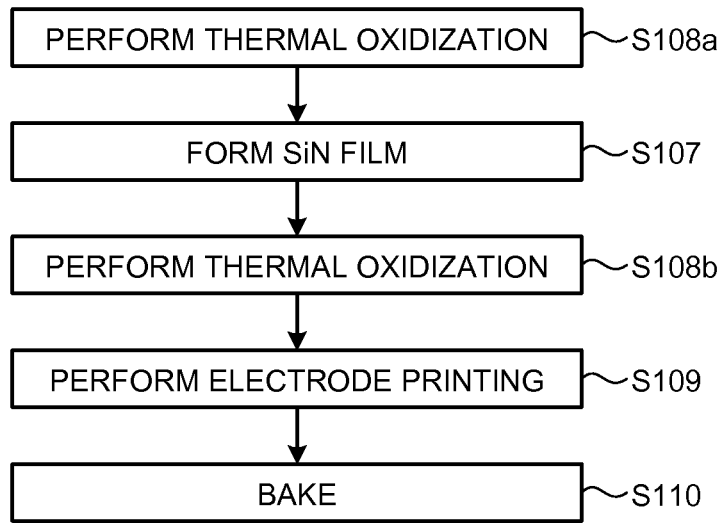 PERFORM THERMAL OXIDIZATION S108a
FORM SiN FILM S107
PERFORM THERMAL OXIDIZATION S108b
PERFORM ELECTRODE PRINTING S109
BAKE S110